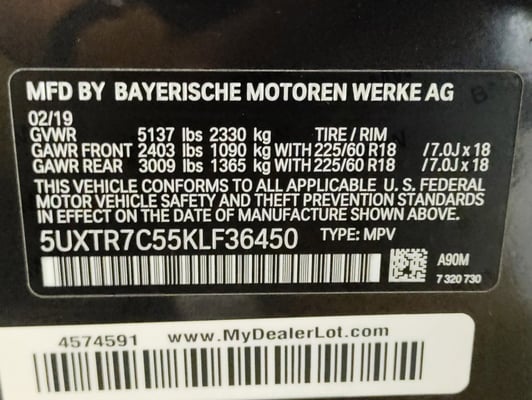 MFD BY BAYERISCHE MOTOREN WERKE AG
02/19
GVWR 5137 lbs 2330 kg TIRE / RIM
GAWR FRONT 2403 lbs 1090 kg WITH 225/60 R18 /7.0J x 18
GAWR REAR 3009 lbs 1365 kg WITH 225/60 R18 /7.0J x 18
THIS VEHICLE CONFORMS TO ALL APPLICABLE U. S. FEDERAL
MOTOR VEHICLE SAFETY AND THEFT PREVENTION STANDARDS
IN EFFECT ON THE DATE OF MANUFACTURE SHOWN ABOVE.
5UXTR7C55KLF36450 TYPE: MPV
A90M
7 320 730
4574591 www.MyDealerLot.com